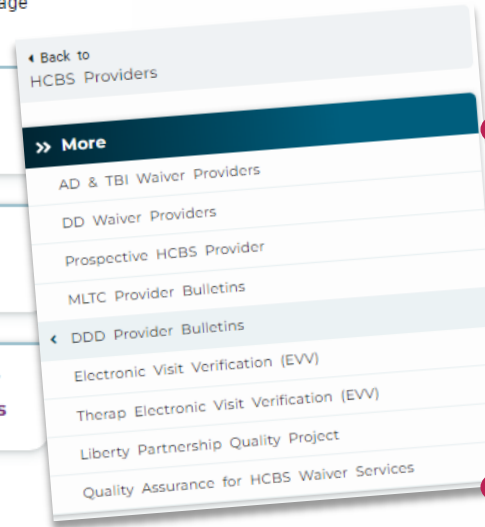 age
Back to
HCBS Providers
More
AD & TBI Waiver Providers
DD Waiver Providers
Prospective HCBS Provider
MLTC Provider Bulletins
DDD Provider Bulletins
Electronic Visit Verification (EVV)
Therap Electronic Visit Verification (EVV)
s
Liberty Partnership Quality Project
Quality Assurance for HCBS Waiver Services